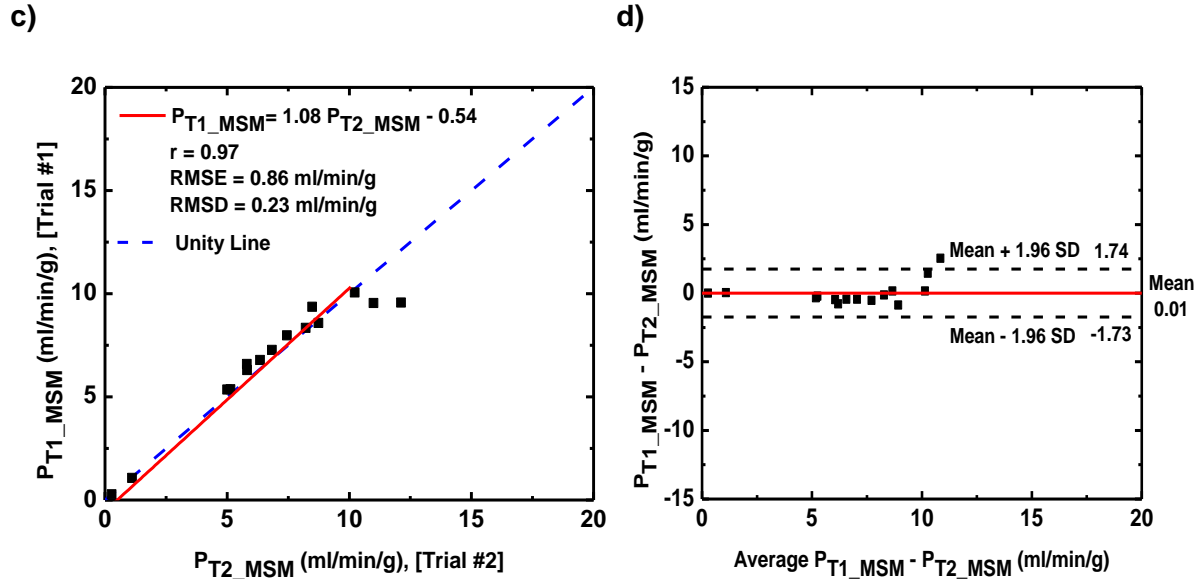 c)
20
15
10
5
0
0
5
10
15
20
P_T1_MSM (ml/min/g), [Trial #1]
P_T2_MSM (ml/min/g), [Trial #2]
P_T1_MSM= 1.08 P_T2_MSM - 0.54
r = 0.97
RMSE = 0.86 ml/min/g
RMSD = 0.23 ml/min/g
Unity Line
d)
15
10
5
0
-5
-10
-15
0
5
10
15
20
P_T1_MSM - P_T2_MSM (ml/min/g)
Average P_T1_MSM - P_T2_MSM (ml/min/g)
Mean + 1.96 SD 1.74
Mean
0.01
Mean - 1.96 SD -1.73